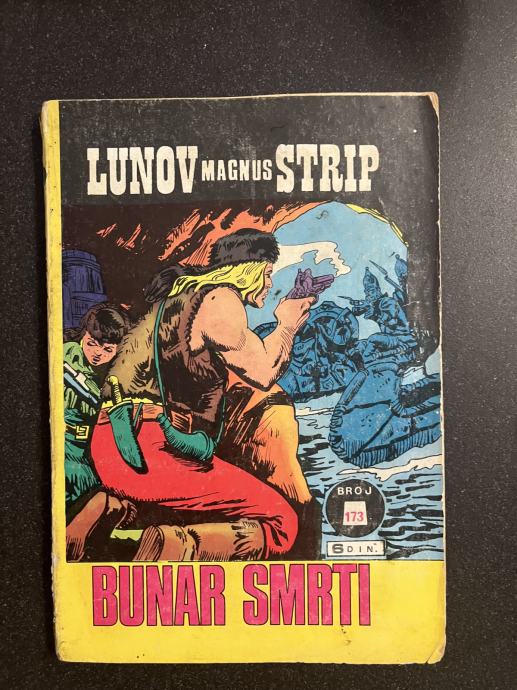 LUNOV MAGNUS STRIP
BROJ
173
6 DIN.
BUNAR SMRTI